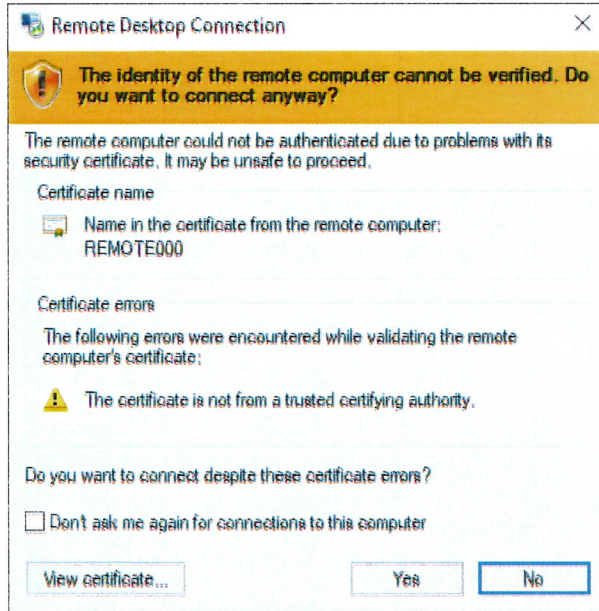 Remote Desktop Connection
The identity of the remote computer cannot be verified. Do
you want to connect anyway?
The remote computer could not be authenticated due to problems with its
security certificate. It may be unsafe to proceed.
Certificate name
Name in the certificate from the remote computer:
REMOTE000
Certificate errors
The following errors were encountered while validating the remote
computer's certificate:
The certificate is not from a trusted certifying authority.
Do you want to connect despite these certificate errors?
Don't ask me again for connections to this computer
View certificate...
Yes
No